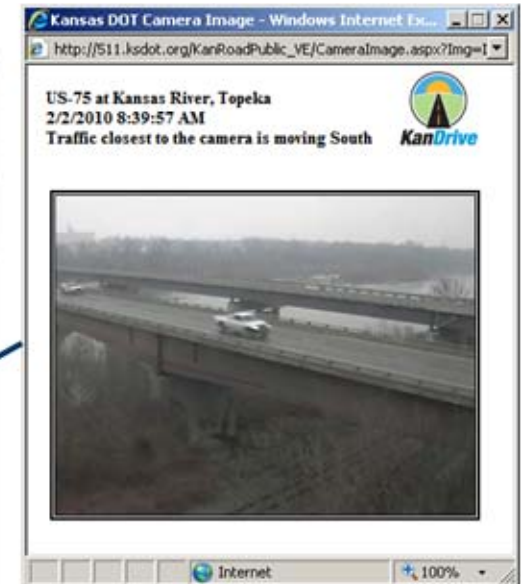 Kansas DOT Camera Image - Windows Internet Ex...
http://511.ksdot.org/KanRoadPublic_VE/CameraImage.aspx?Img=I
US-75 at Kansas River, Topeka
2/2/2010 8:39:57 AM
Traffic closest to the camera is moving South
KanDrive
Internet
100%